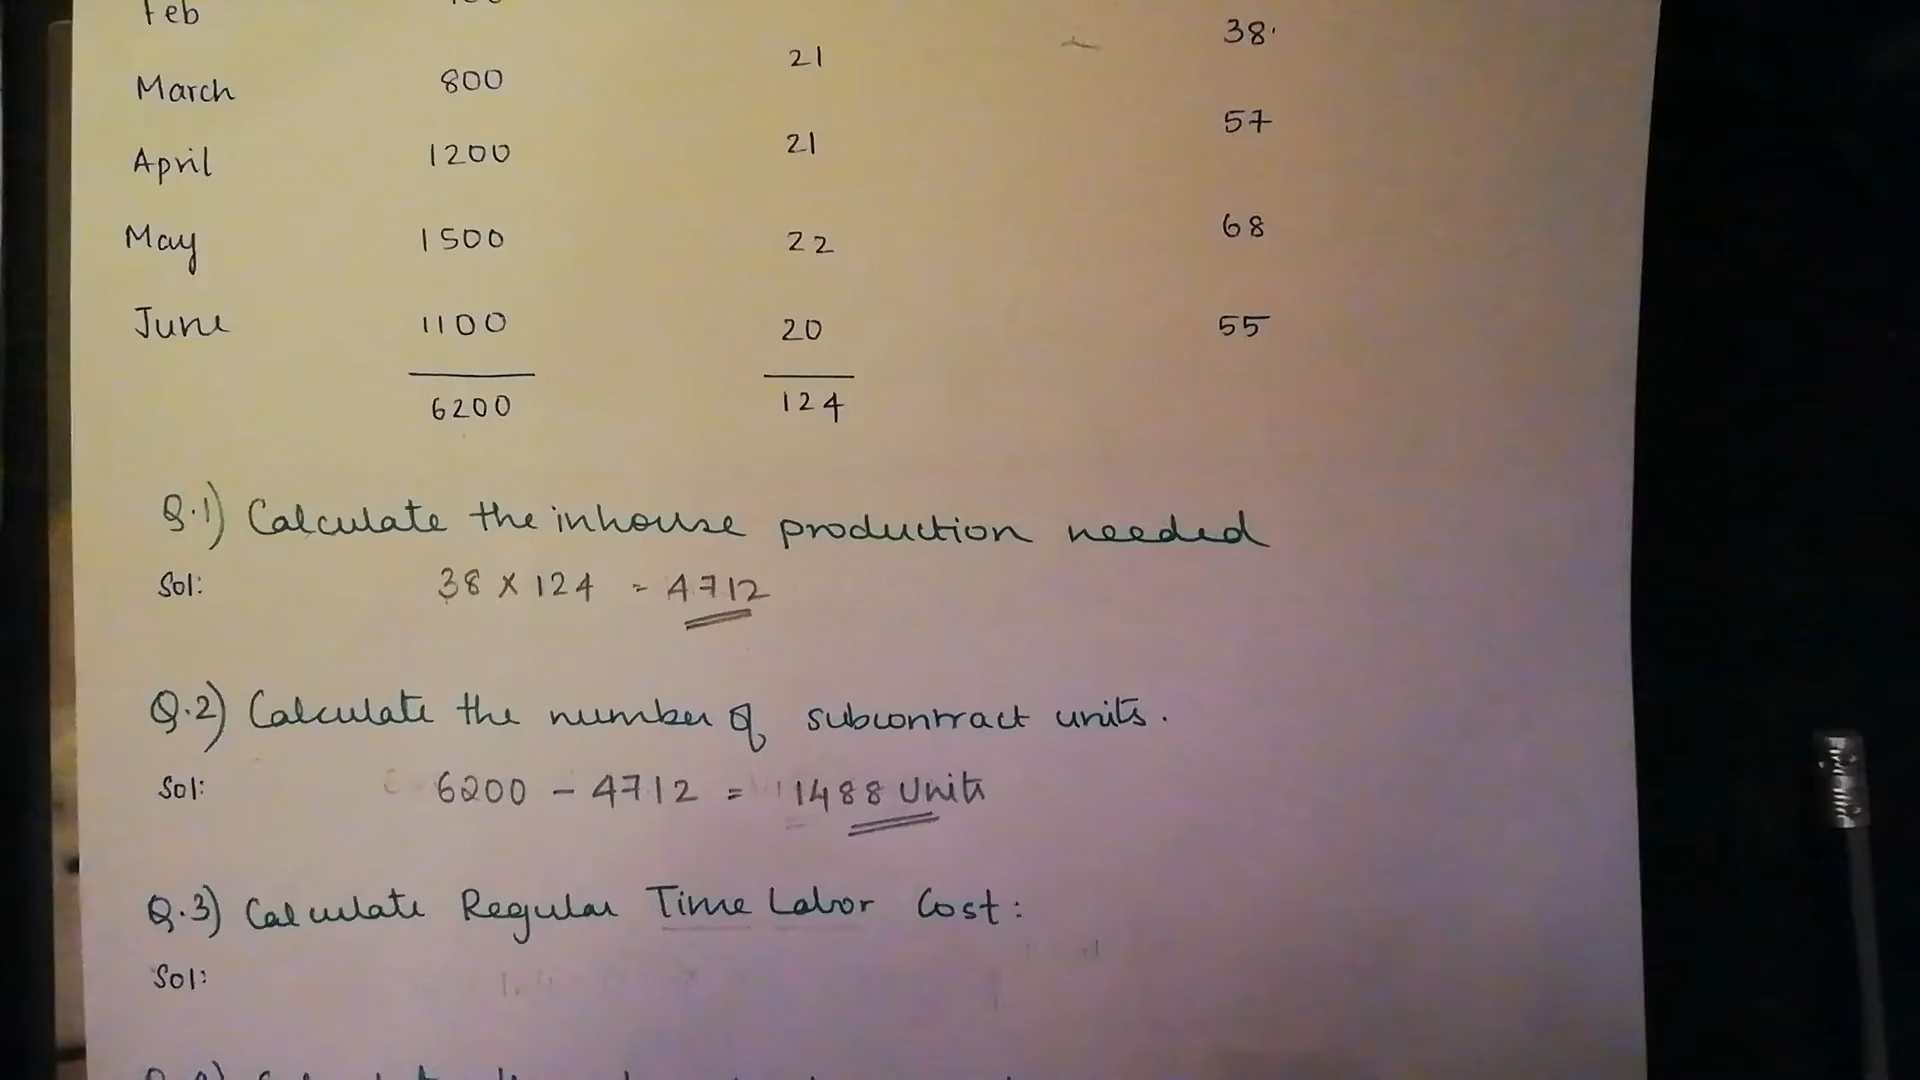 Feb
March 800 21 38.
April 1200 21 57
May 1500 22 68
June 1100 20 55
6200 124
Q.1) Calculate the inhouse production needed
Sol: 38 x 124 = 4712
Q.2) Calculate the number of subcontract units.
Sol: 6200 - 4712 = 1488 Units
Q.3) Calculate Regular Time Labor Cost:
Sol: